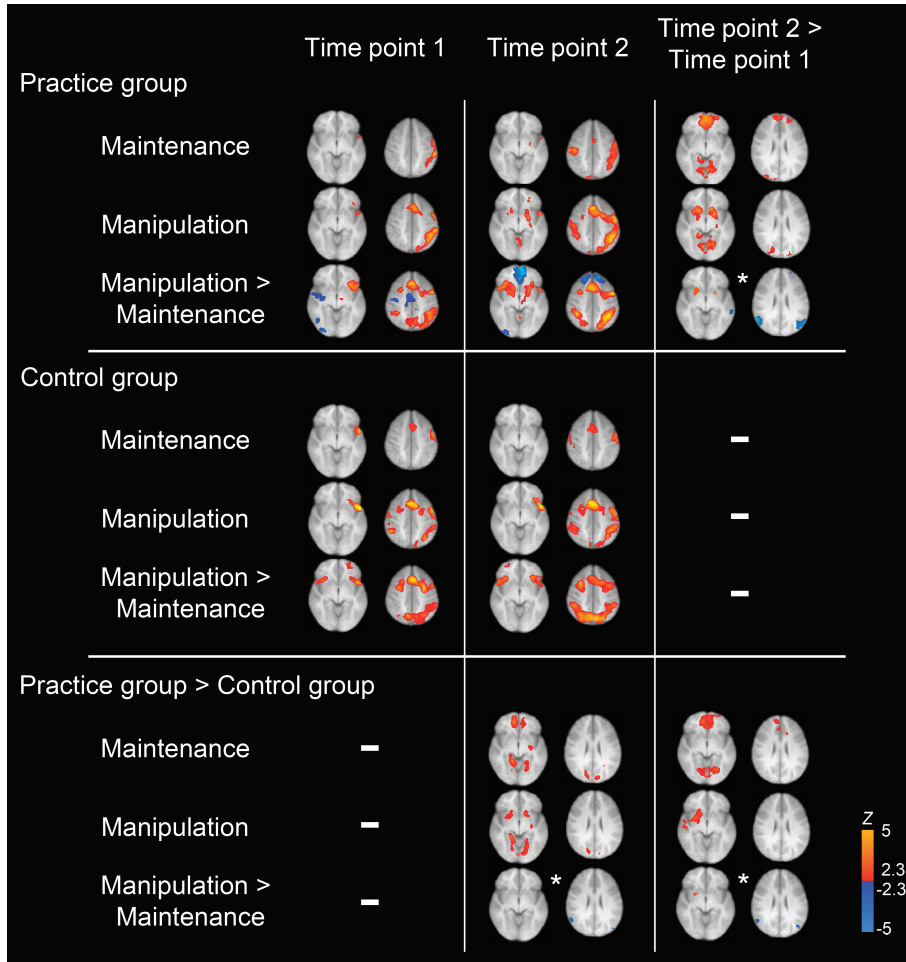 Time point 1
Time point 2
Time point 2 >
Time point 1
Practice group
Maintenance
Manipulation
Manipulation >
Maintenance
*
Control group
Maintenance
-
Manipulation
-
Manipulation >
Maintenance
-
Practice group > Control group
Maintenance
-
Manipulation
-
Manipulation >
Maintenance
-
*
*
Z
5
2.3
-2.3
-5